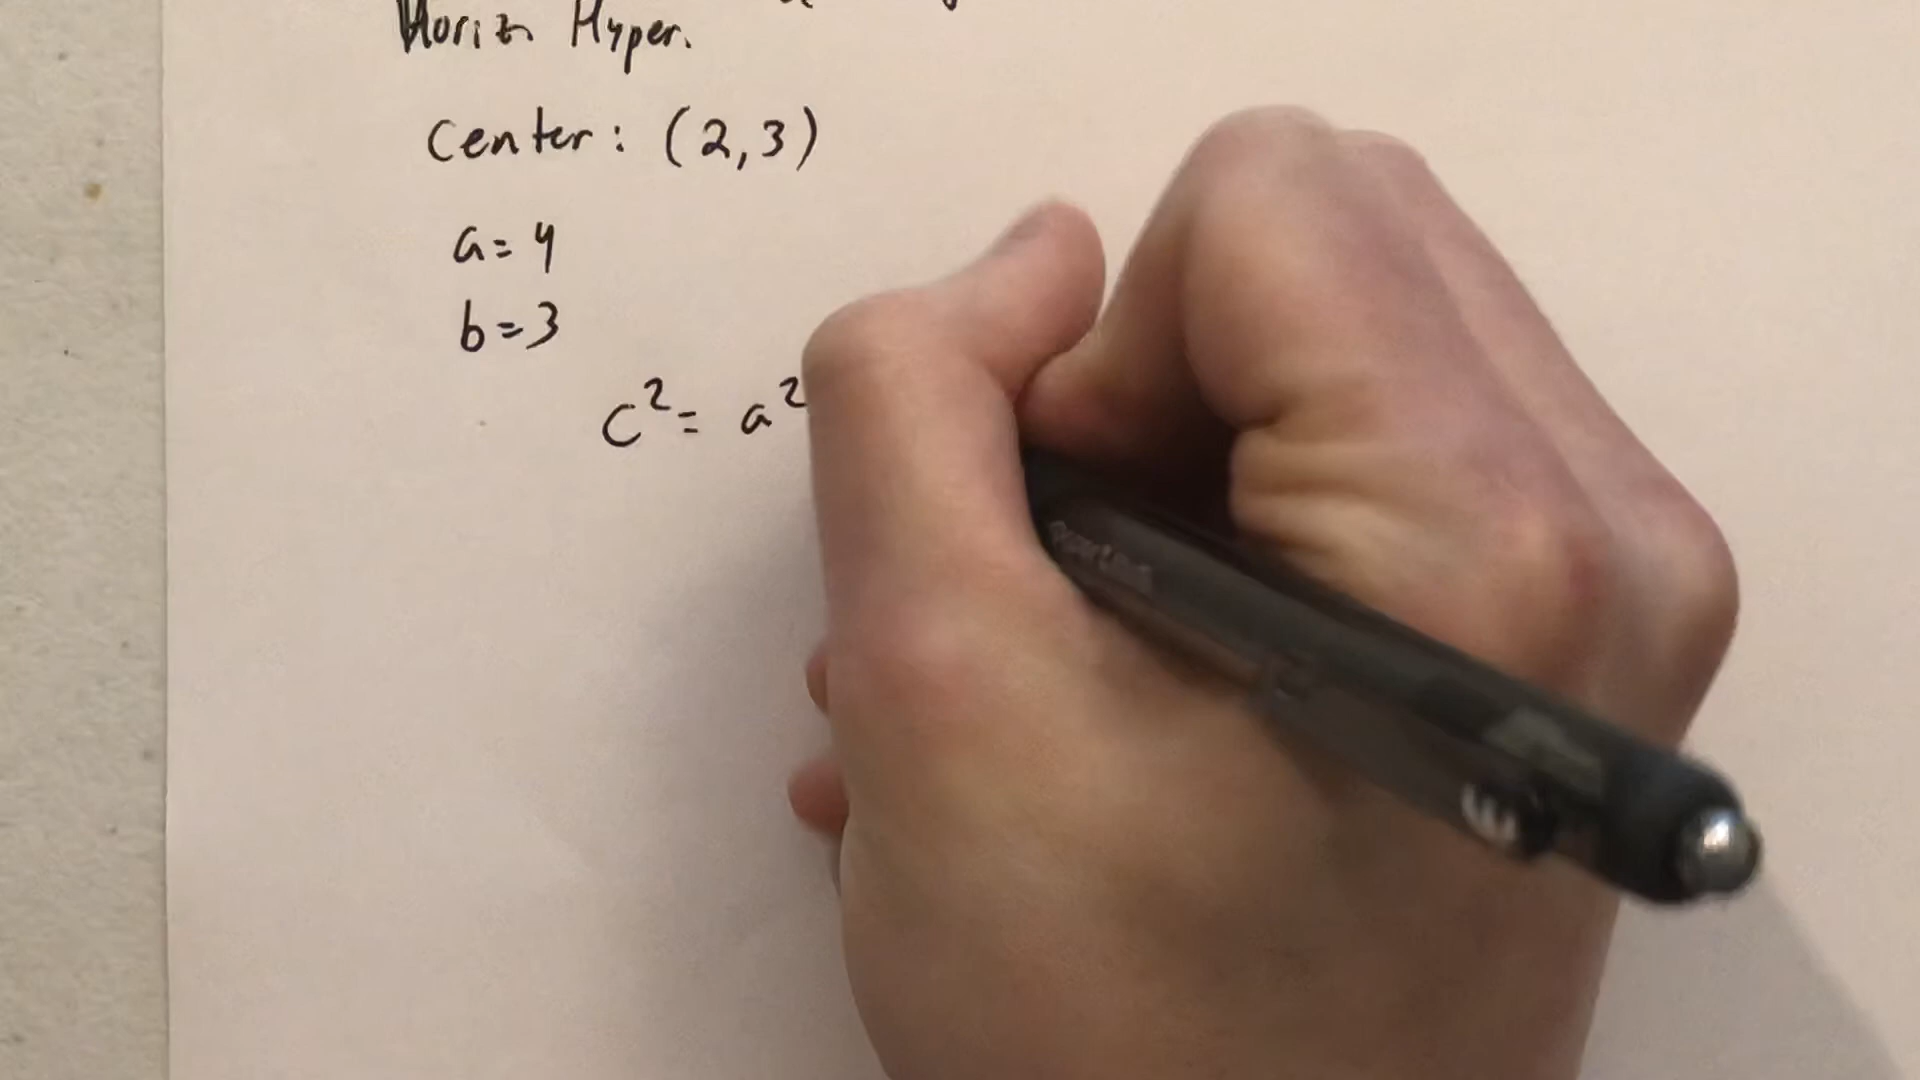 Horiz Hyper.
Center: (2,3)
a=4
b=3
c²= a²